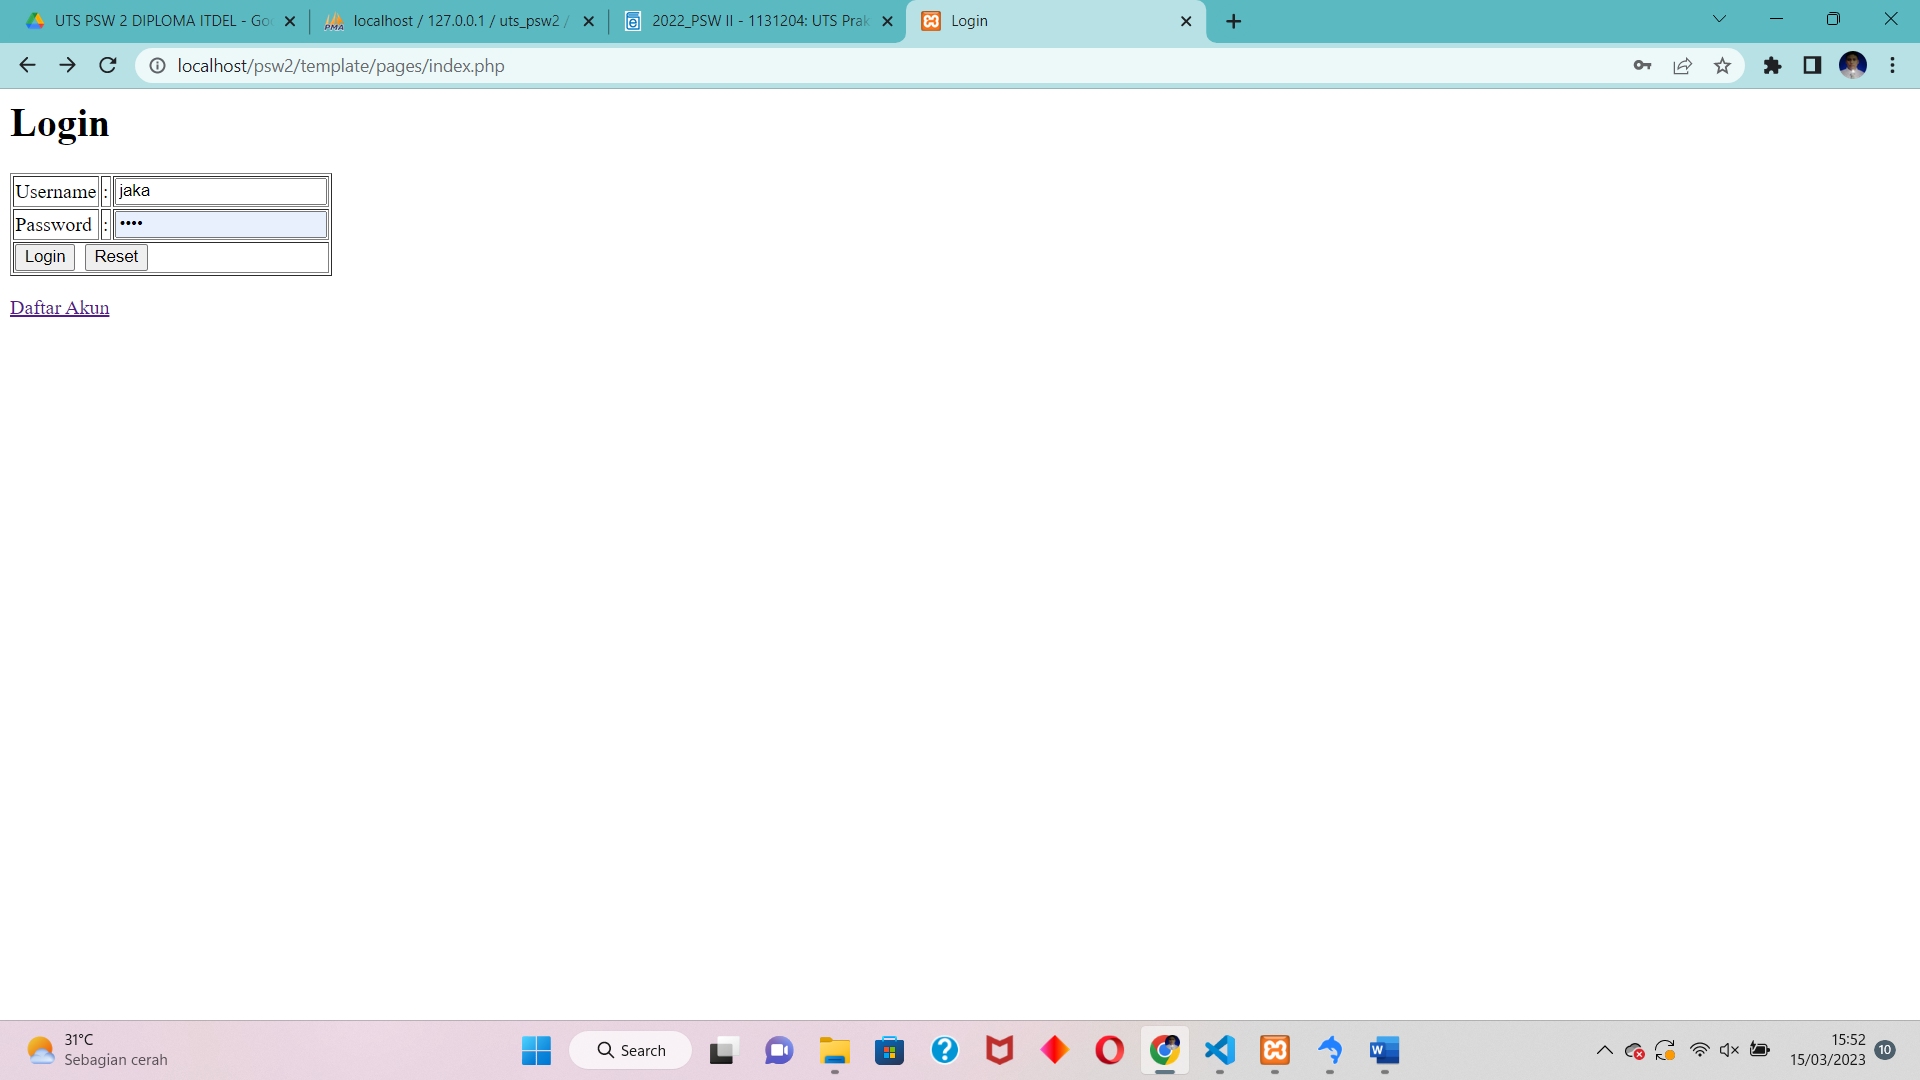 UTS PSW 2 DIPLOMA ITDEL - Goo
localhost / 127.0.0.1 / uts_psw2 /
2022_PSW II - 1131204: UTS Prak
Login
localhost/psw2/template/pages/index.php
Login
Username : jaka
Password : ••••
Login Reset
Daftar Akun
31°C
Sebagian cerah
Search
15:52
15/03/2023
10